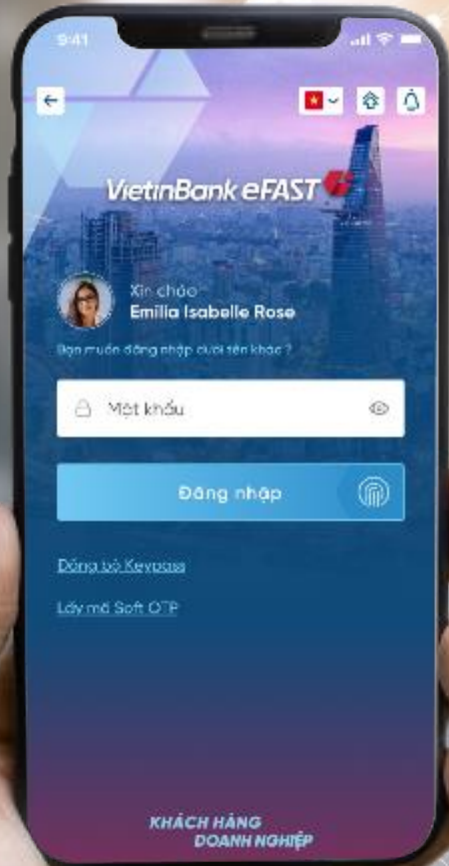 9:41
VietinBank eFAST
Xin chào
Emilia Isabelle Rose
Bạn muốn đăng nhập dưới tên khác ?
Mật khẩu
Đăng nhập
Đồng bộ Keypass
Lấy mã Soft OTP
KHÁCH HÀNG
DOANH NGHIỆP